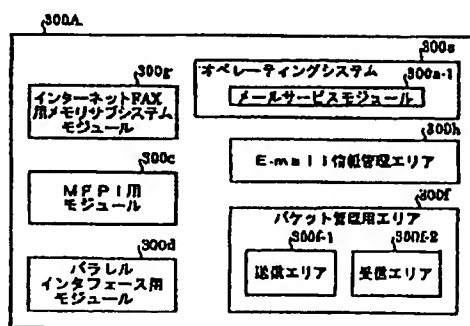 300A
300g
インターネットFAX
用メモリサブシステム
モジュール
300c
MFPI用
モジュール
300d
パラレル
インタフェース用
モジュール
300a
オペレーティングシステム
300a-1
メールサービスモジュール
300h
E-mail情報管理エリア
300f
パケット管理用エリア
300f-1
送信エリア
300f-2
受信エリア